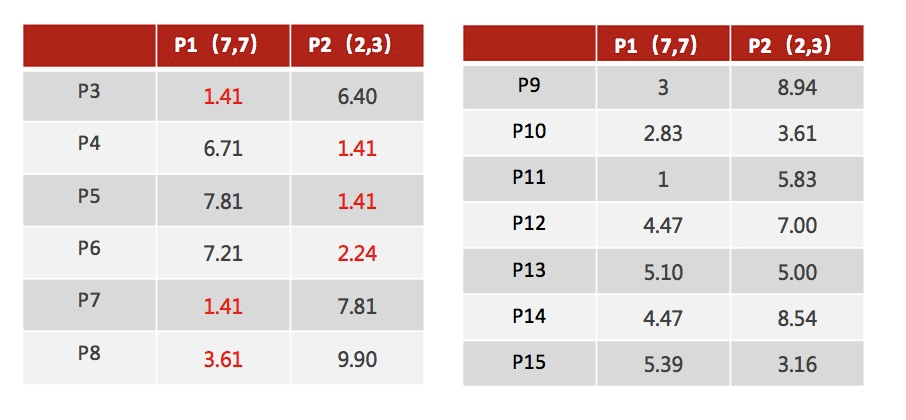 P1（7,7) P2（2,3)
P3 1.41 6.40
P4 6.71 1.41
P5 7.81 1.41
P6 7.21 2.24
P7 1.41 7.81
P8 3.61 9.90
P1（7,7) P2（2,3)
P9 3 8.94
P10 2.83 3.61
P11 1 5.83
P12 4.47 7.00
P13 5.10 5.00
P14 4.47 8.54
P15 5.39 3.16